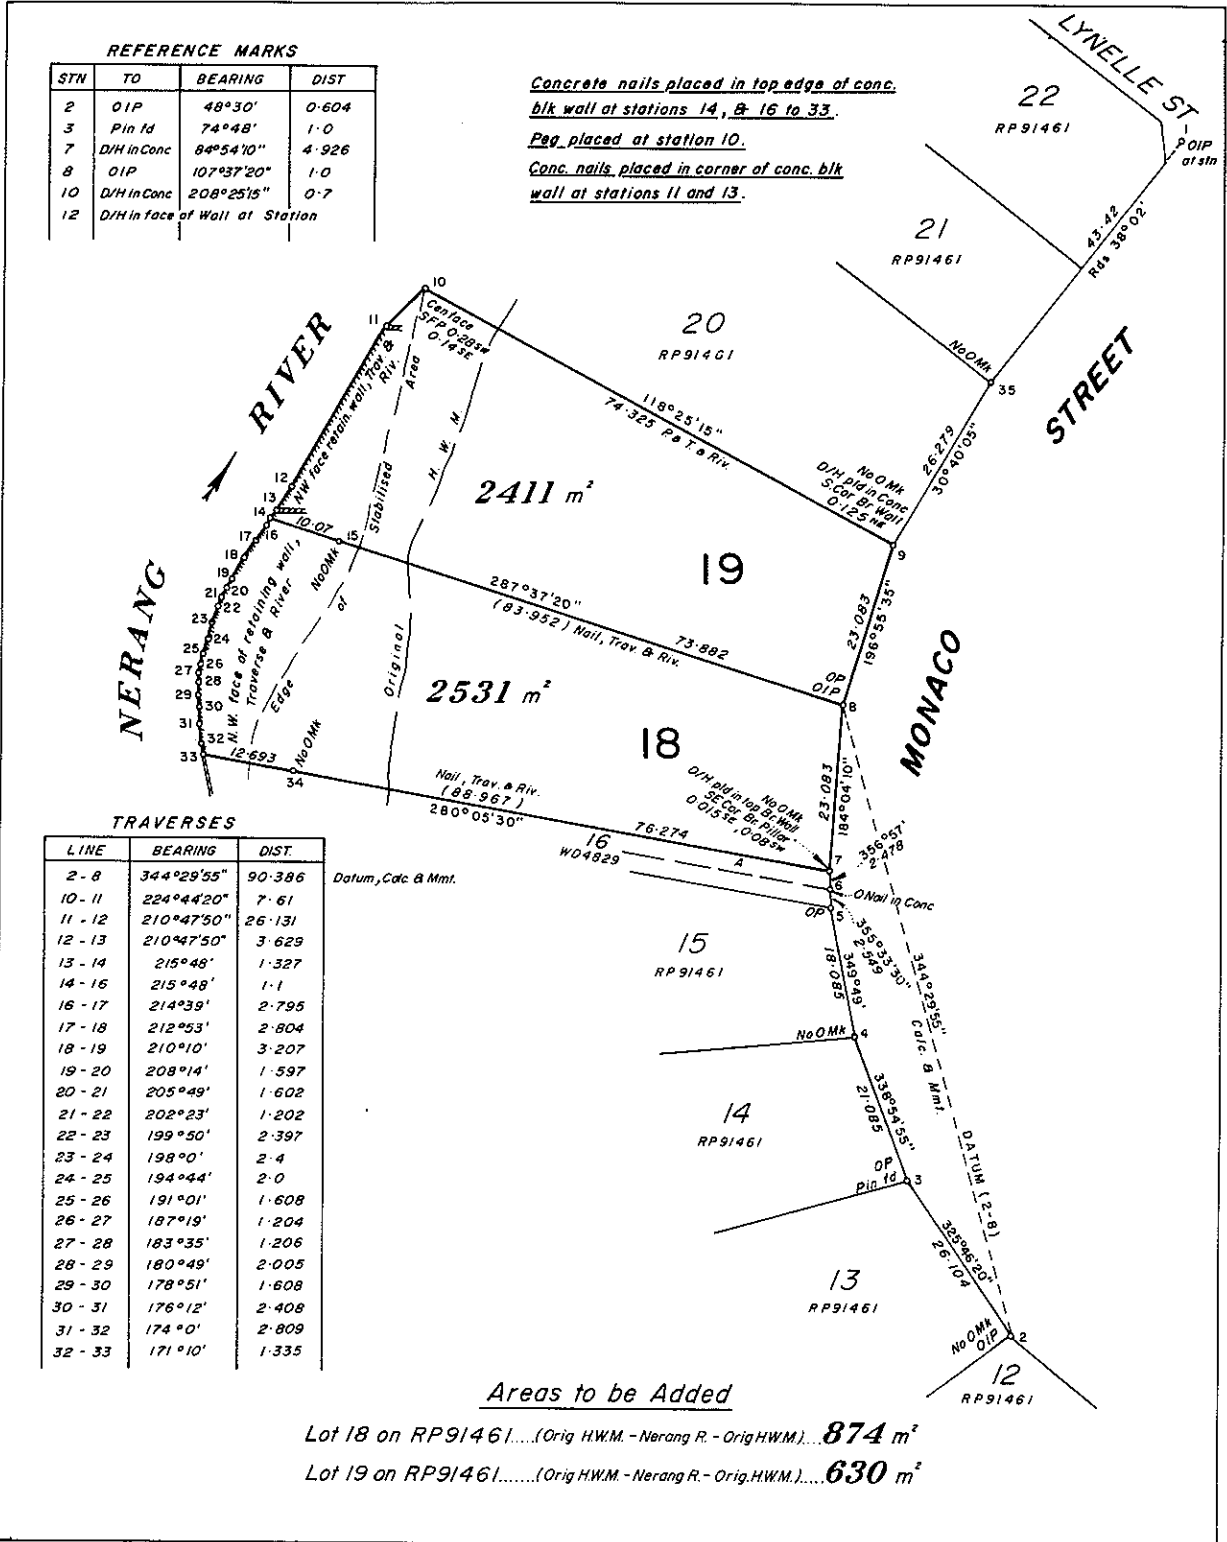 REFERENCE MARKS
STN TO BEARING DIST
2 OIP 48°30' 0·604
3 Pin fd 74°48' 1·0
7 D/H in Conc 84°54'10" 4·926
8 OIP 107°37'20" 1·0
10 D/H in Conc 208°25'15" 0·7
12 D/H in face of Wall at Station
Concrete nails placed in top edge of conc.
blk wall at stations 14, & 16 to 33.
Peg placed at station 10.
Conc. nails placed in corner of conc. blk
wall at stations 11 and 13.
LYNELLE ST
22
RP91461
OIP
at stn
43·42
Rds 38°02'
21
RP91461
20
RP91461
No O Mk
35
STREET
26·279
30°40'05"
10
11
Cenface
SFP 0·28 SW
0·14 SE
NW face retain. wall, Trav. &
Riv.
RIVER
118°25'15"
74·325 P. & T. & Riv.
No O Mk
D/H pld in Conc
S. Cor Br Wall
0·125 NE
9
12
13
14
16
17
18
19
20
21
22
23
24
25
26
27
28
29
30
31
32
33
10·07
15
No O Mk
Edge of Stabilised Area
Original H. W. M.
2411 m²
19
287°37'20"
(83·952) Nail, Trav. & Riv.
73·882
23·083
196°55'35"
OP
OIP
8
NERANG
N.W. face of retaining wall,
Traverse & River
2531 m²
18
MONACO
23·083
184°04'10"
12·693
No O Mk
34
Nail, Trav. & Riv.
(88·967)
280°05'30"
76·274
No O Mk
D/H pld in top Br. Wall
SE Cor Br. Pillar
0·015 SE, 0·08 SW
7
356°57'
2·478
16
WD4829
A
6
O Nail in Conc
OP
5
355°33'30"
2·549
15
RP91461
349°49'
18·085
344°29'55"
Calc. & Mmt.
DATUM (2-8)
No O Mk
4
338°54'55"
21·085
14
RP91461
OP
Pin fd
3
325°46'20"
26·104
13
RP91461
No O Mk
OIP
2
12
RP91461
TRAVERSES
LINE BEARING DIST.
2 - 8 344°29'55" 90·386 Datum, Calc & Mmt.
10 - 11 224°44'20" 7·61
11 - 12 210°47'50" 26·131
12 - 13 210°47'50" 3·629
13 - 14 215°48' 1·327
14 - 16 215°48' 1·1
16 - 17 214°39' 2·795
17 - 18 212°53' 2·804
18 - 19 210°10' 3·207
19 - 20 208°14' 1·597
20 - 21 205°49' 1·602
21 - 22 202°23' 1·202
22 - 23 199°50' 2·397
23 - 24 198°0' 2·4
24 - 25 194°44' 2·0
25 - 26 191°01' 1·608
26 - 27 187°19' 1·204
27 - 28 183°35' 1·206
28 - 29 180°49' 2·005
29 - 30 178°51' 1·608
30 - 31 176°12' 2·408
31 - 32 174°0' 2·809
32 - 33 171°10' 1·335
Areas to be Added
Lot 18 on RP91461.....(Orig H.W.M. - Nerang R. - Orig H.W.M.)....874 m²
Lot 19 on RP91461.......(Orig H.W.M. - Nerang R. - Orig. H.W.M.).....630 m²